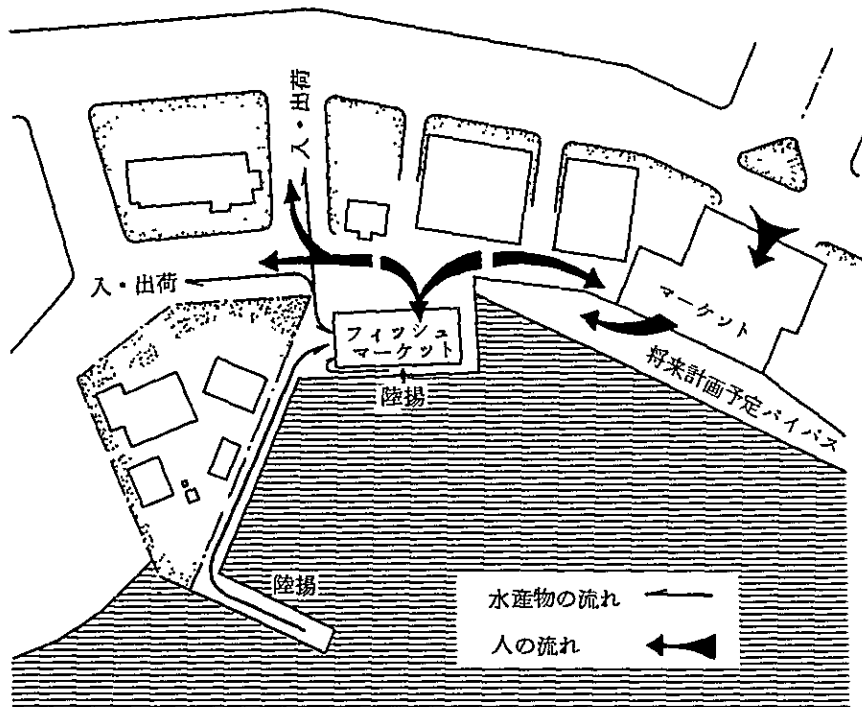 入・出荷
入・出荷
フィッシュ
マーケット
陸揚
マーケット
将来計画予定バイパス
陸揚
水産物の流れ
人の流れ